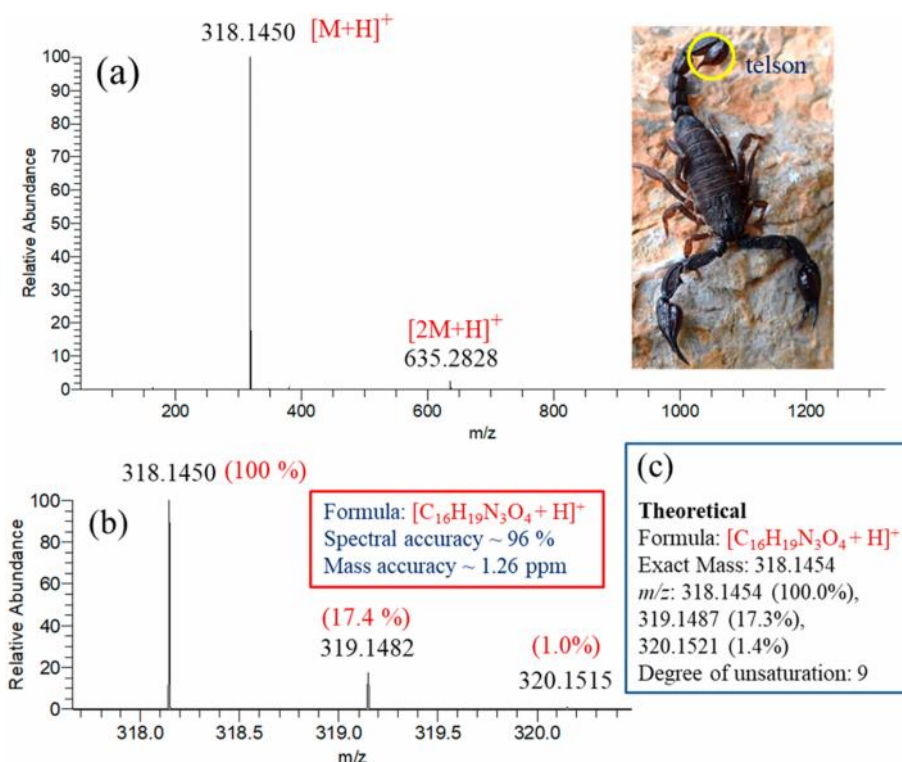 (a)
318.1450 [M+H]⁺
telson
[2M+H]⁺
635.2828
Relative Abundance
100
90
80
70
60
50
40
30
20
10
0
200 400 600 800 1000 1200
m/z
(b)
318.1450 (100 %)
Formula: [C₁₆H₁₉N₃O₄ + H]⁺
Spectral accuracy ~ 96 %
Mass accuracy ~ 1.26 ppm
(17.4 %)
319.1482
(1.0%)
320.1515
Relative Abundance
100
80
60
40
20
0
318.0 318.5 319.0 319.5 320.0
m/z
(c)
Theoretical
Formula: [C₁₆H₁₉N₃O₄ + H]⁺
Exact Mass: 318.1454
m/z: 318.1454 (100.0%),
319.1487 (17.3%),
320.1521 (1.4%)
Degree of unsaturation: 9